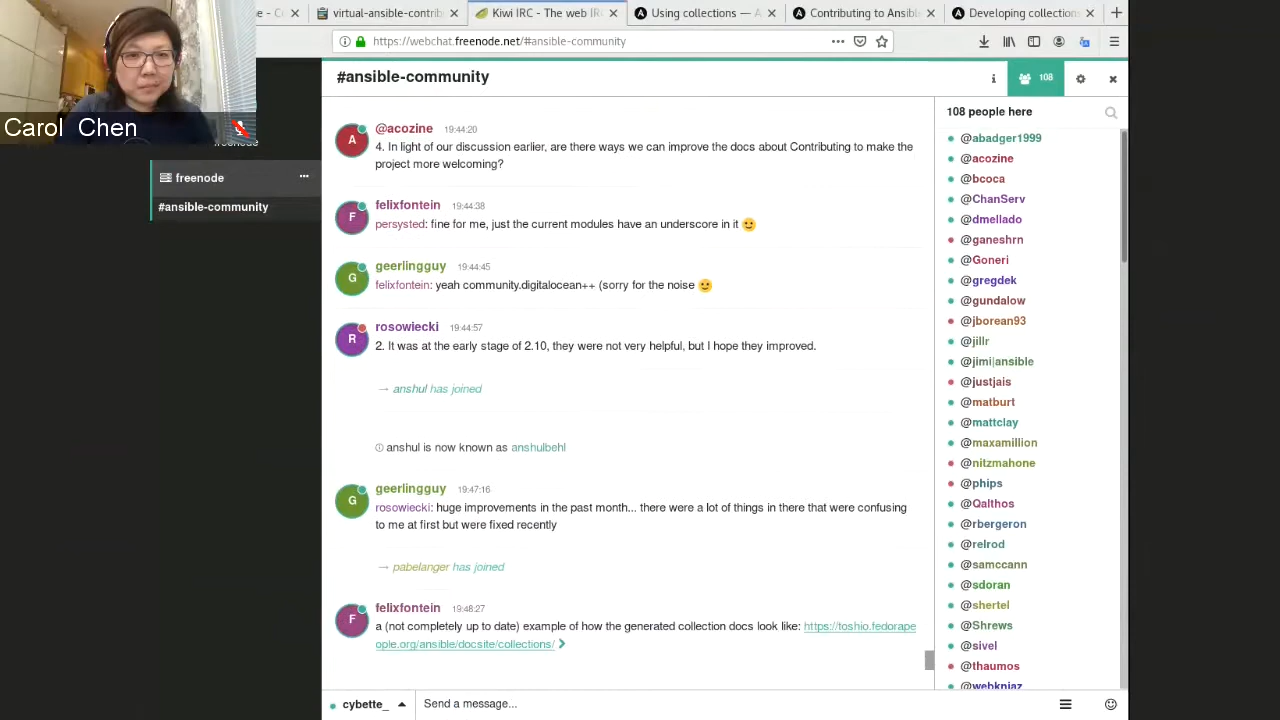 e - C
virtual-ansible-contrib
Kiwi IRC - The web IR
Using collections — A
Contributing to Ansib
Developing collections
https://webchat.freenode.net/#ansible-community
Carol Chen
freenode
freenode
#ansible-community
#ansible-community
108
@acozine 19:44:20
4. In light of our discussion earlier, are there ways we can improve the docs about Contributing to make the
project more welcoming?
felixfontein 19:44:38
persysted: fine for me, just the current modules have an underscore in it 🙂
geerlingguy 19:44:45
felixfontein: yeah community.digitalocean++ (sorry for the noise 🙂
rosowiecki 19:44:57
2. It was at the early stage of 2.10, they were not very helpful, but I hope they improved.
→ anshul has joined
anshul is now known as anshulbehl
geerlingguy 19:47:16
rosowiecki: huge improvements in the past month... there were a lot of things in there that were confusing
to me at first but were fixed recently
→ pabelanger has joined
felixfontein 19:48:27
a (not completely up to date) example of how the generated collection docs look like: https://toshio.fedorape
ople.org/ansible/docsite/collections/
A
F
G
R
G
F
108 people here
@abadger1999
@acozine
@bcoca
@ChanServ
@dmellado
@ganeshrn
@Goneri
@gregdek
@gundalow
@jborean93
@jillr
@jimi|ansible
@justjais
@matburt
@mattclay
@maxamillion
@nitzmahone
@phips
@Qalthos
@rbergeron
@relrod
@samccann
@sdoran
@shertel
@Shrews
@sivel
@thaumos
@webknjaz
cybette_
Send a message...